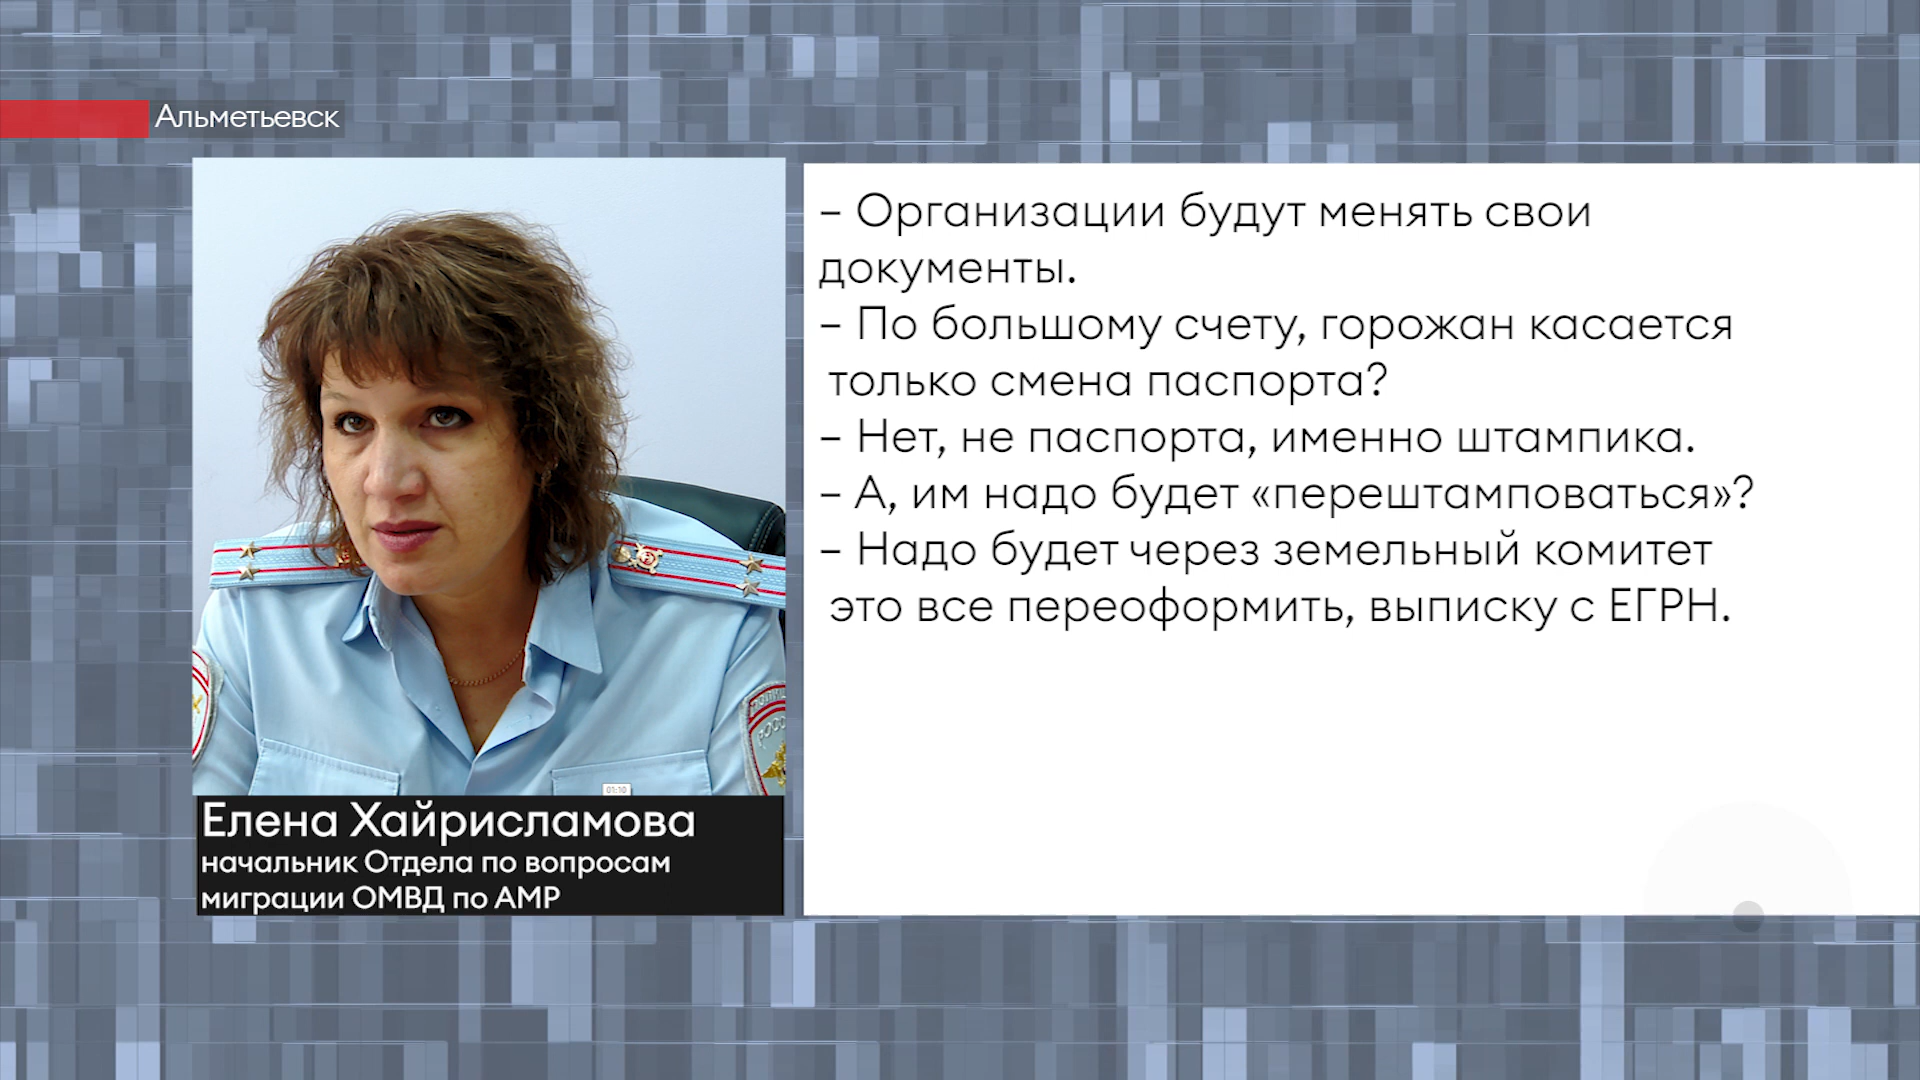 Альметьевск
– Организации будут менять свои
документы.
– По большому счету, горожан касается
только смена паспорта?
– Нет, не паспорта, именно штампика.
– А, им надо будет «перештамповаться»?
– Надо будет через земельный комитет
это все переоформить, выписку с ЕГРН.
01:10
Елена Хайрисламова
начальник Отдела по вопросам
миграции ОМВД по АМР